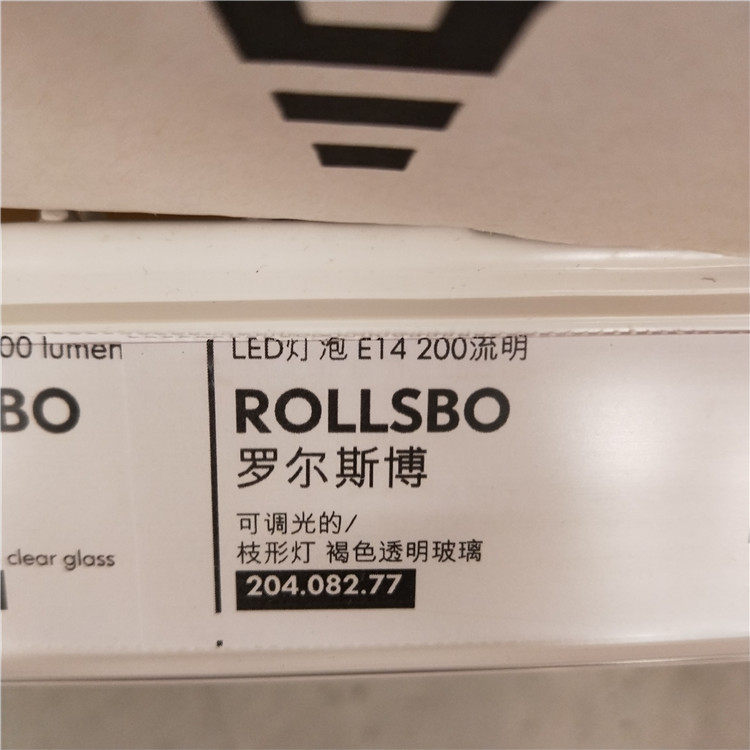 00 lumen
BO
clear glass
LED灯 泡 E14 200流明
ROLLSBO
罗尔斯博
可调光的/
枝形灯 褐色透明玻璃
204.082.77